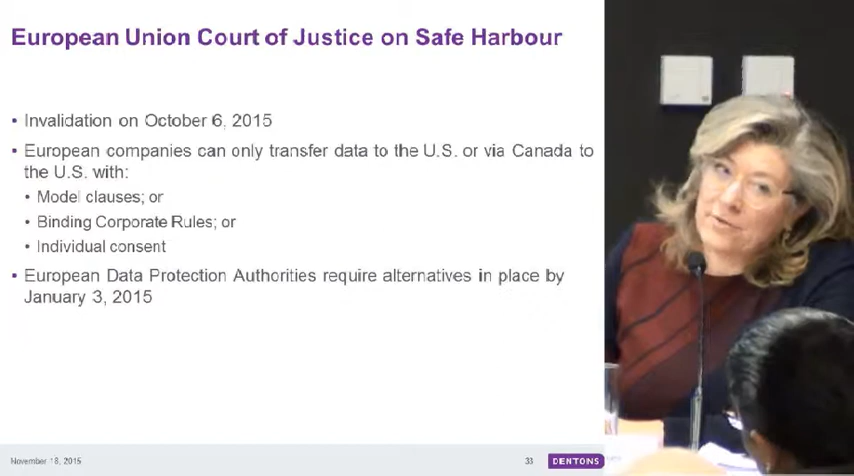 European Union Court of Justice on Safe Harbour
• Invalidation on October 6, 2015
• European companies can only transfer data to the U.S. or via Canada to
the U.S. with:
• Model clauses; or
• Binding Corporate Rules; or
• Individual consent
• European Data Protection Authorities require alternatives in place by
January 3, 2015
November 18, 2015
33
DENTONS